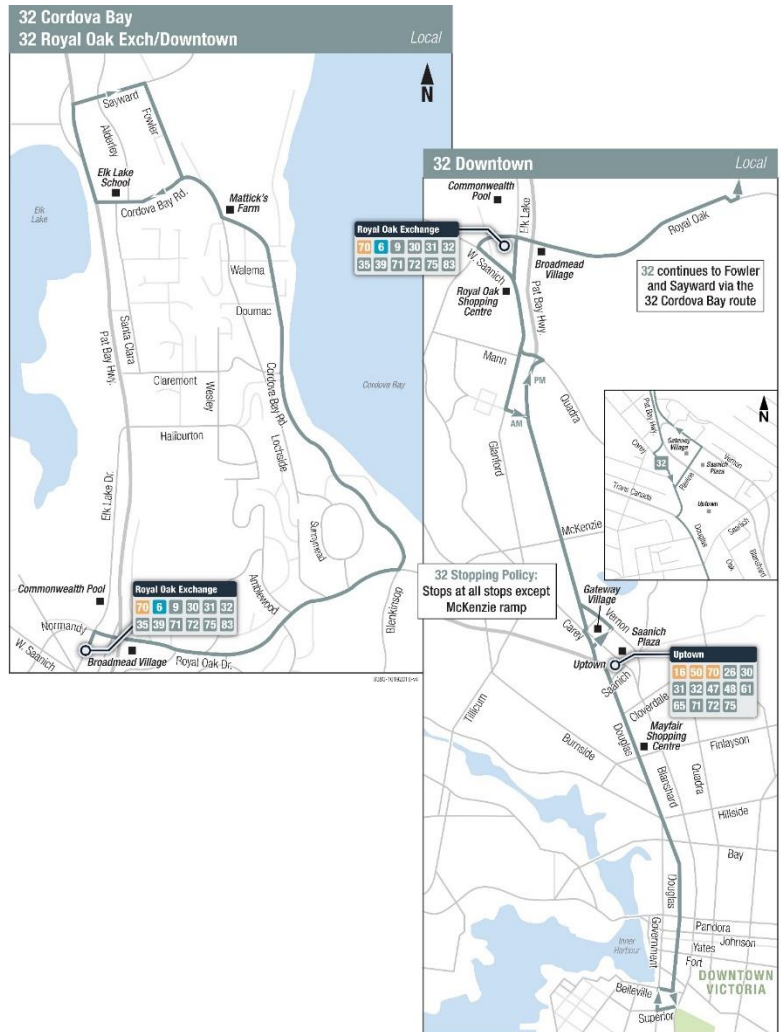 32 Cordova Bay
32 Royal Oak Exch/Downtown
Local
N
Sayward
Alderley
Fowler
Elk Lake
School
Elk
Lake
Cordova Bay Rd.
Mattick's
Farm
Walema
Doumac
Santa Clara
Pat Bay Hwy.
Cordova Bay Rd.
Cordova Bay
Claremont
Wesley
Haliburton
Lochside
Elk Lake Dr.
Sunnymead
Commonwealth Pool
Royal Oak Exchange
70 6 9 30 31 32
35 39 71 72 75 83
Amblewood
Blenkinsop
Normandy
W. Saanich
Broadmead Village
Royal Oak Dr.
32 Downtown
Local
Commonwealth
Pool
Elk Lake
Royal Oak Exchange
70 6 9 30 31 32
35 39 71 72 75 83
Royal Oak
W. Saanich
Broadmead
Village
Royal Oak
Shopping
Centre
Pat Bay Hwy.
32 continues to Fowler
and Sayward via the
32 Cordova Bay route
Mann
PM
Quadra
AM
Glanford
N
Pat Bay Hwy.
Gateway
Village
Carey
32
Vernon
Saanich
Plaza
Ravine
Trans Canada
Uptown
Douglas
Saanich
Oak
Blanshard
McKenzie
32 Stopping Policy:
Stops at all stops except
McKenzie ramp
Gateway
Village
Vernon
Carey
Saanich
Plaza
Uptown
Uptown
16 50 70 26 30
31 32 47 48 61
65 71 72 75
Saanich
Cloverdale
Tillicum
Douglas
Mayfair
Shopping
Centre
Burnside
Finlayson
Blanshard
Quadra
Hillside
Bay
Douglas
Government
Pandora
Johnson
Yates
Fort
Inner
Harbour
DOWNTOWN
VICTORIA
Belleville
Superior